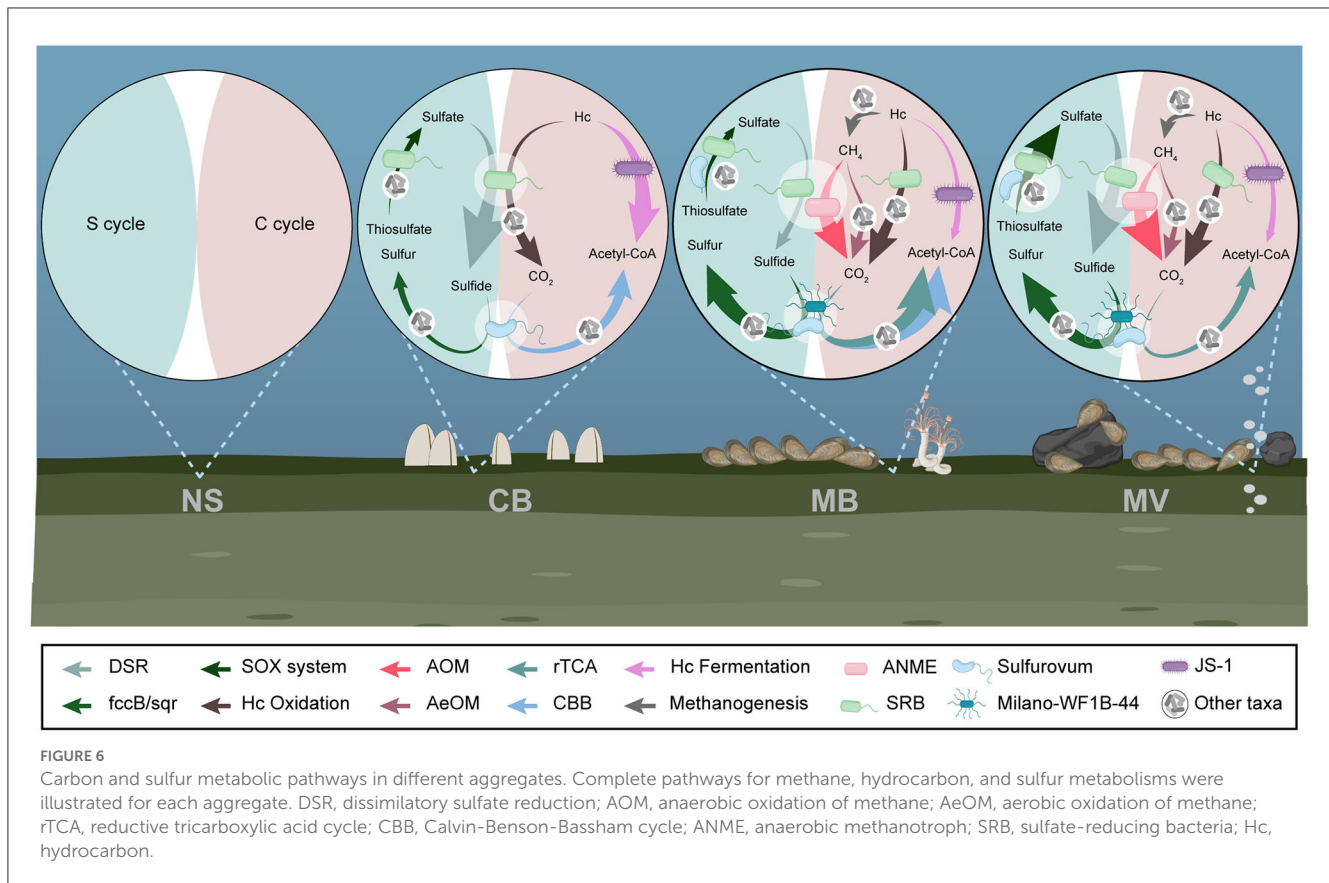 S cycle
C cycle
Sulfate
Hc
Thiosulfate
Sulfur
Acetyl-CoA
Sulfide
CO2
Sulfate
Hc
CH4
Thiosulfate
Sulfur
Sulfide
CO2
Acetyl-CoA
Sulfate
Hc
CH4
Thiosulfate
Sulfur
Sulfide
CO2
Acetyl-CoA
NS
CB
MB
MV
DSR SOX system AOM rTCA Hc Fermentation ANME Sulfurovum JS-1
fccB/sqr Hc Oxidation AeOM CBB Methanogenesis SRB Milano-WF1B-44 Other taxa
FIGURE 6
Carbon and sulfur metabolic pathways in different aggregates. Complete pathways for methane, hydrocarbon, and sulfur metabolisms were
illustrated for each aggregate. DSR, dissimilatory sulfate reduction; AOM, anaerobic oxidation of methane; AeOM, aerobic oxidation of methane;
rTCA, reductive tricarboxylic acid cycle; CBB, Calvin-Benson-Bassham cycle; ANME, anaerobic methanotroph; SRB, sulfate-reducing bacteria; Hc,
hydrocarbon.